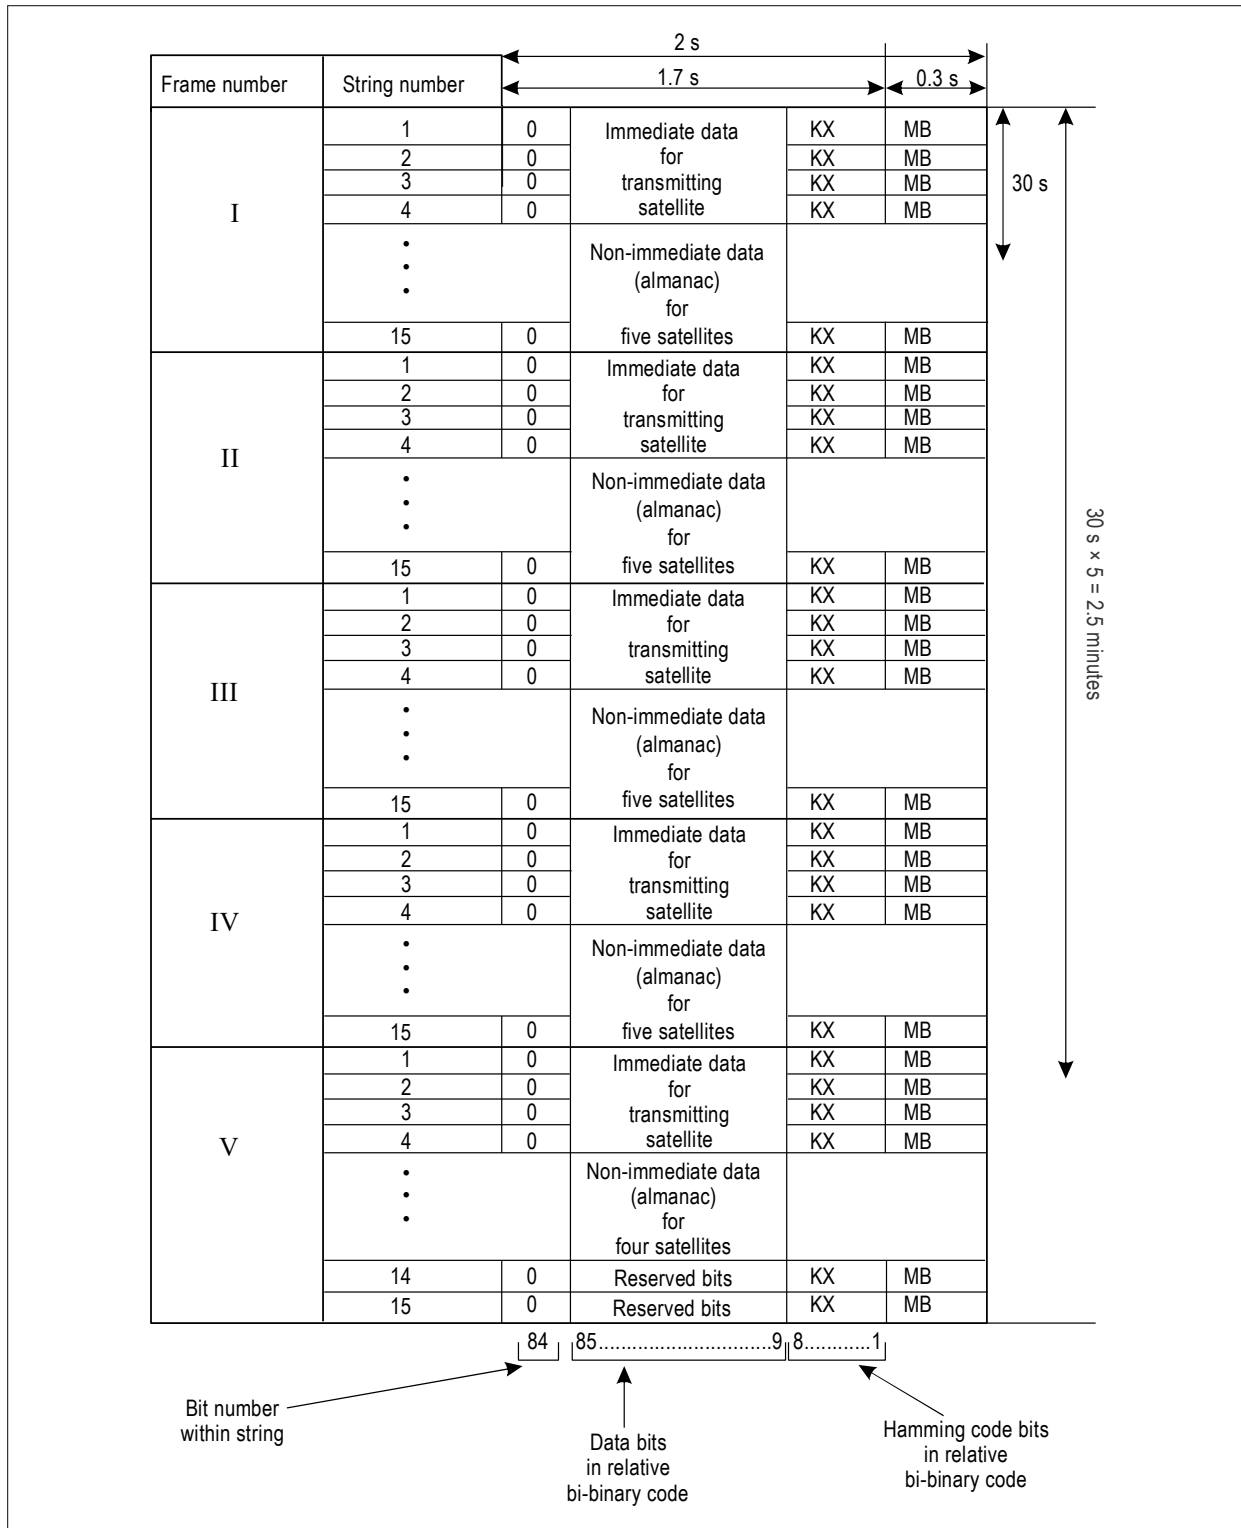 2 s
Frame number String number 1.7 s 0.3 s
1 0 Immediate data KX MB
2 0 for KX MB
3 0 transmitting KX MB 30 s
I 4 0 satellite KX MB
• Non-immediate data
• (almanac)
• for
15 0 five satellites KX MB
1 0 Immediate data KX MB
2 0 for KX MB
3 0 transmitting KX MB
4 0 satellite KX MB
II
• Non-immediate data
• (almanac)
• for
15 0 five satellites KX MB
30 s × 5 = 2.5 minutes
1 0 Immediate data KX MB
2 0 for KX MB
3 0 transmitting KX MB
4 0 satellite KX MB
III
• Non-immediate data
• (almanac)
• for
15 0 five satellites KX MB
1 0 Immediate data KX MB
2 0 for KX MB
3 0 transmitting KX MB
4 0 satellite KX MB
IV
• Non-immediate data
• (almanac)
• for
15 0 five satellites KX MB
1 0 Immediate data KX MB
2 0 for KX MB
3 0 transmitting KX MB
4 0 satellite KX MB
V
• Non-immediate data
• (almanac)
• for
four satellites
14 0 Reserved bits KX MB
15 0 Reserved bits KX MB
84 85................................9 8............1
Bit number
within string
Data bits
in relative
bi-binary code
Hamming code bits
in relative
bi-binary code